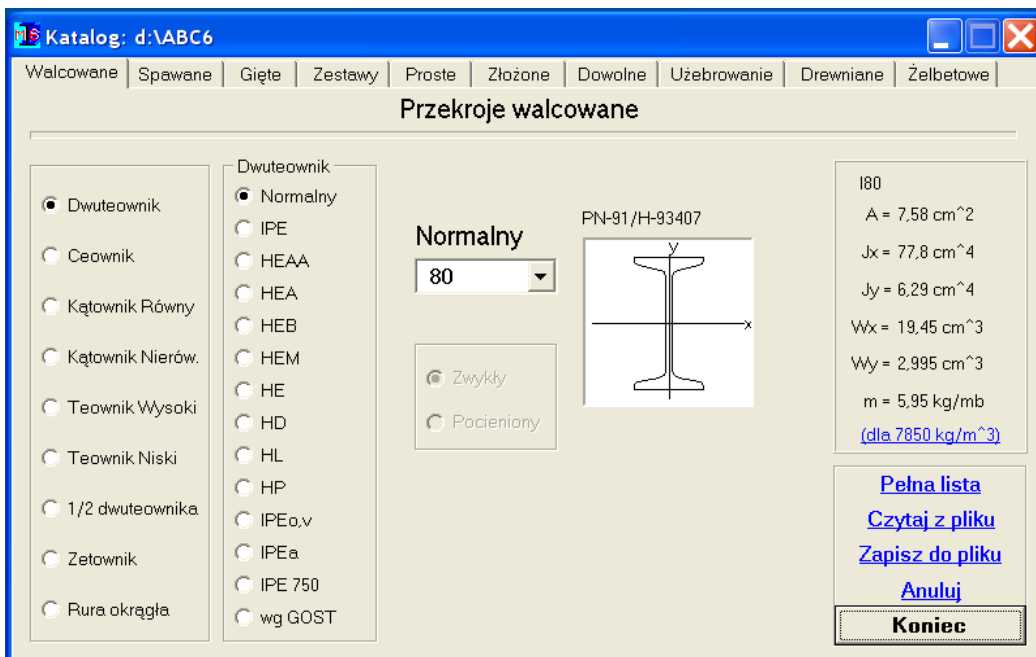 MTS Katalog: d:\ABC6
Walcowane Spawane Gięte Zestawy Proste Złożone Dowolne Użebrowanie Drewniane Żelbetowe
Przekroje walcowane
Dwuteownik
Ceownik
Kątownik Równy
Kątownik Nierów.
Teownik Wysoki
Teownik Niski
1/2 dwuteownika
Zetownik
Rura okrągła
Dwuteownik
Normalny
IPE
HEAA
HEA
HEB
HEM
HE
HD
HL
HP
IPEo,v
IPEa
IPE 750
wg GOST
Normalny
80
Zwykły
Pocieniony
PN-91/H-93407
y
x
I80
A = 7,58 cm^2
Jx = 77,8 cm^4
Jy = 6,29 cm^4
Wx = 19,45 cm^3
Wy = 2,995 cm^3
m = 5,95 kg/mb
(dla 7850 kg/m^3)
Pełna lista
Czytaj z pliku
Zapisz do pliku
Anuluj
Koniec